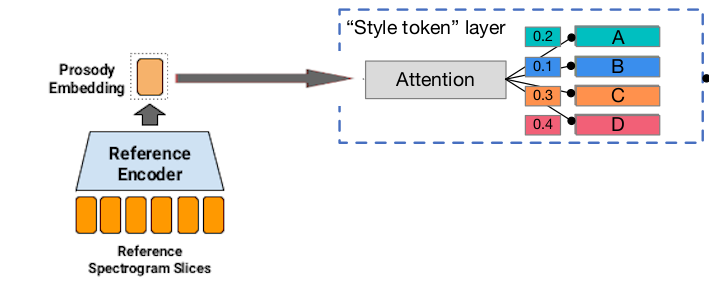 “Style token” layer
Prosody
Embedding
Attention
0.2 A
0.1 B
0.3 C
0.4 D
Reference
Encoder
Reference
Spectrogram Slices